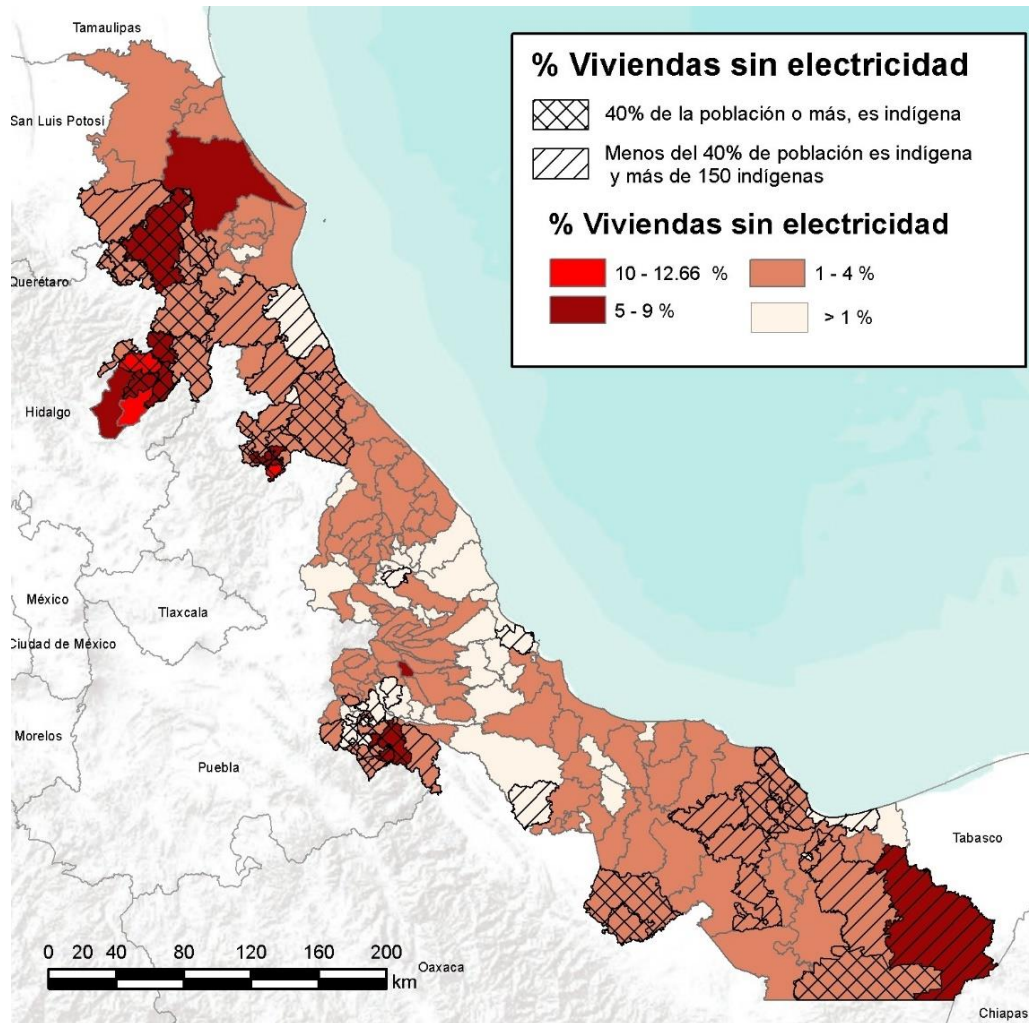 Tamaulipas
San Luis Potosí
Querétaro
Hidalgo
México
Tlaxcala
Ciudad de México
Morelos
Puebla
Tabasco
Oaxaca
Chiapas
% Viviendas sin electricidad
40% de la población o más, es indígena
Menos del 40% de población es indígena
y más de 150 indígenas
% Viviendas sin electricidad
10 - 12.66 %
1 - 4 %
5 - 9 %
> 1 %
0 20 40 80 120 160 200
km